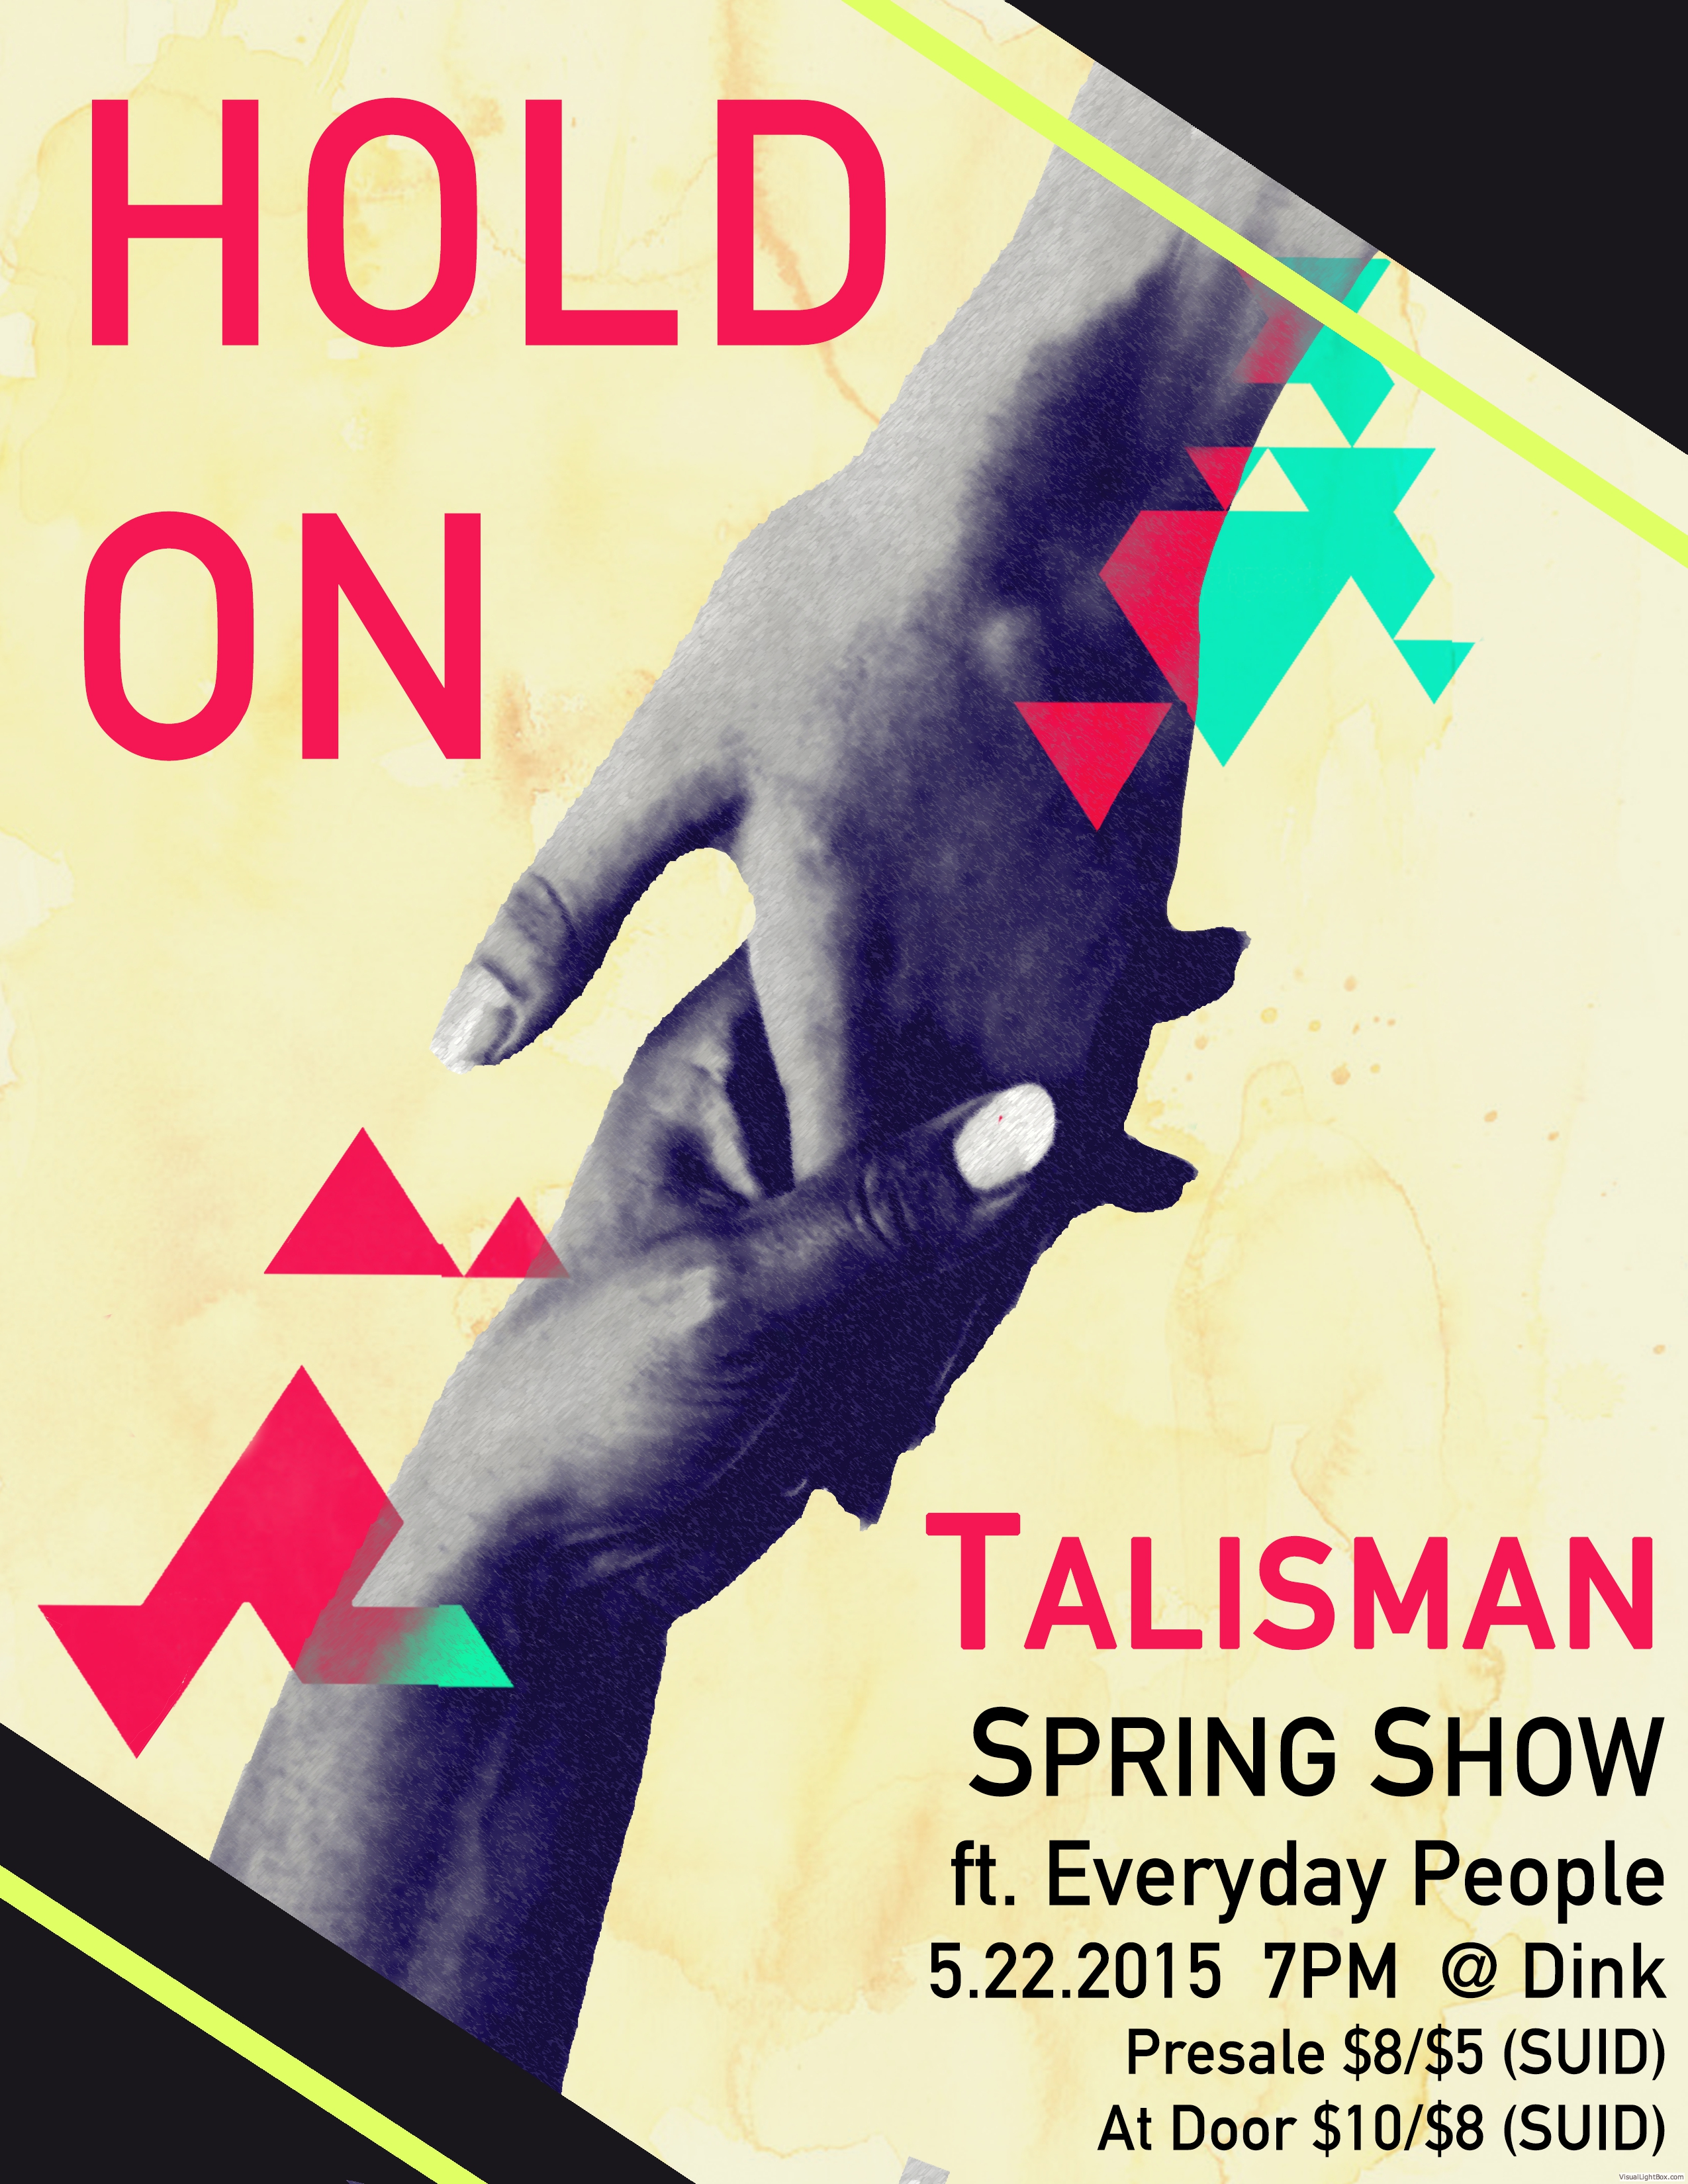 HOLD
ON
TALISMAN
SPRING SHOW
ft. Everyday People
5.22.2015 7PM @ Dink
Presale $8/$5 (SUID)
At Door $10/$8 (SUID)
VisualLightBox.com